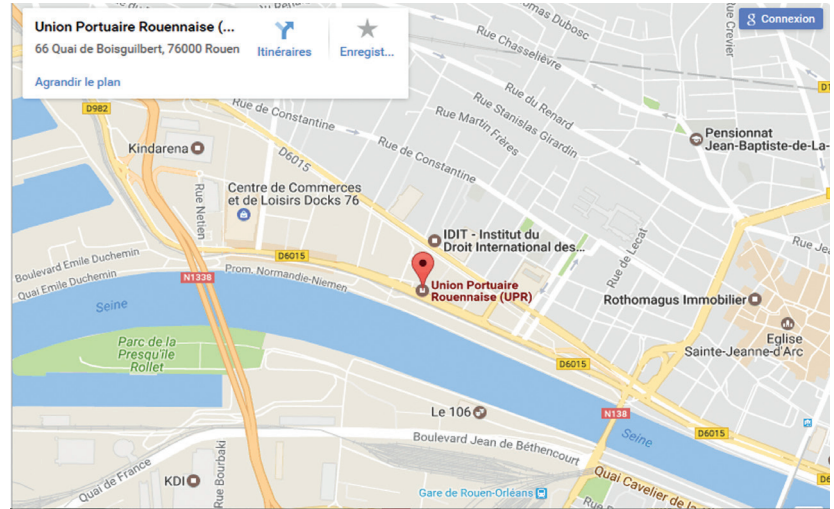 Union Portuaire Rouennaise (...
66 Quai de Boisguilbert, 76000 Rouen
Itinéraires
Enregist...
Agrandir le plan
Connexion
Thomas Dubosc
Rue Crevier
Rue Chasselièvre
D982
Rue de Constantine
Rue du Renard
Rue Stanislas Girardin
Rue Martin Frères
Pensionnat
Jean-Baptiste-de-La-
Kindarena
D6015
Rue de Constantine
Rue Netien
Centre de Commerces
et de Loisirs Docks 76
IDIT - Institut du
Droit International des...
Rue de Lecat
Rue Je
D6015
Boulevard Emile Duchemin
Quai Emile Duchemin
N1338
Prom. Normandie-Niemen
Union Portuaire
Rouennaise (UPR)
Rothomagus Immobilier
Seine
Eglise
Sainte-Jeanne-d'Arc
Parc de la
Presqu'île
Rollet
D6015
Le 106
N138
Seine
D6015
Boulevard Jean de Béthencourt
Rue Bourbaki
Quai de France
KDI
Quai Cavelier de la
Gare de Rouen-Orléans